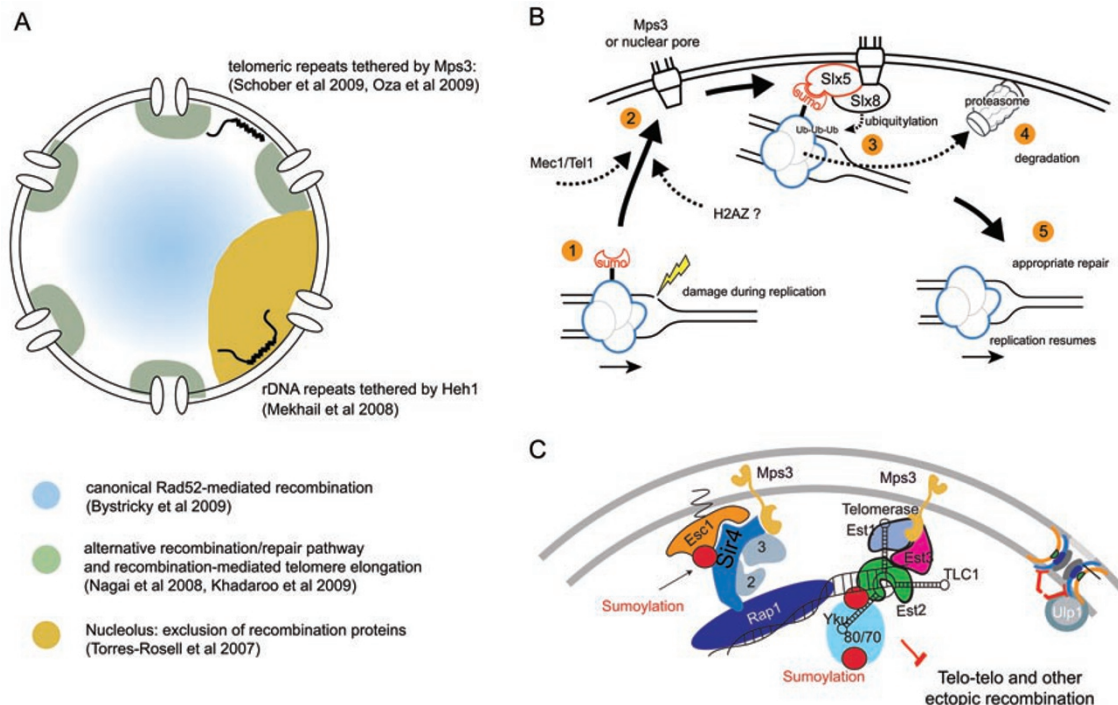 A
telomeric repeats tethered by Mps3:
(Schober et al 2009, Oza et al 2009)
rDNA repeats tethered by Heh1
(Mekhail et al 2008)
canonical Rad52-mediated recombination
(Bystricky et al 2009)
alternative recombination/repair pathway
and recombination-mediated telomere elongation
(Nagai et al 2008, Khadaroo et al 2009)
Nucleolus: exclusion of recombination proteins
(Torres-Rosell et al 2007)
B
Mps3
or nuclear pore
Slx5
sumo
Slx8
ubiquitylation
Ub-Ub-Ub
proteasome
2
3
4
degradation
Mec1/Tel1
H2AZ ?
1
sumo
damage during replication
5
appropriate repair
replication resumes
C
Mps3
Mps3
Telomerase
Esc1
Sir4
3
2
Est1
Est3
TLC1
Est2
Sumoylation
Rap1
Yku
80/70
Ulp1
Sumoylation
Telo-telo and other
ectopic recombination